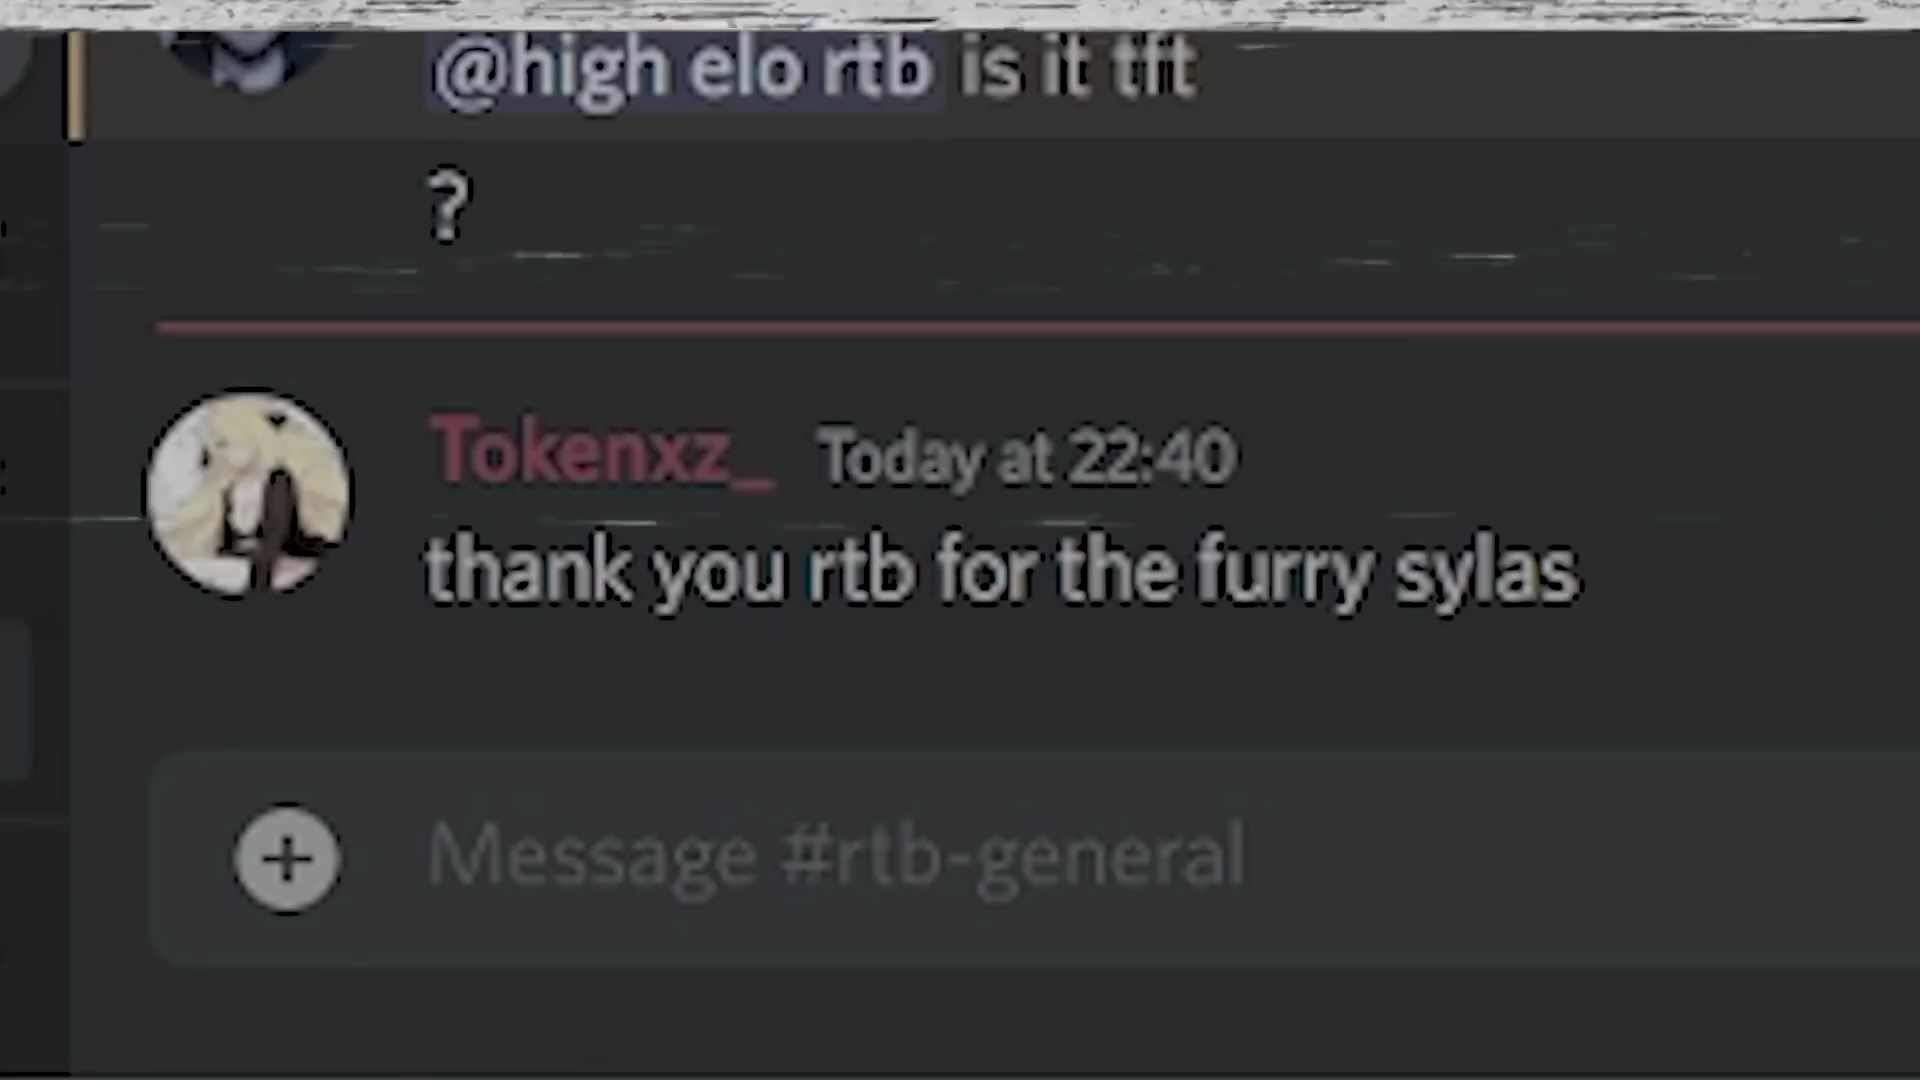 @high elo rtb is it tft
?
Tokenxz_ Today at 22:40
thank you rtb for the furry sylas
Message #rtb-general